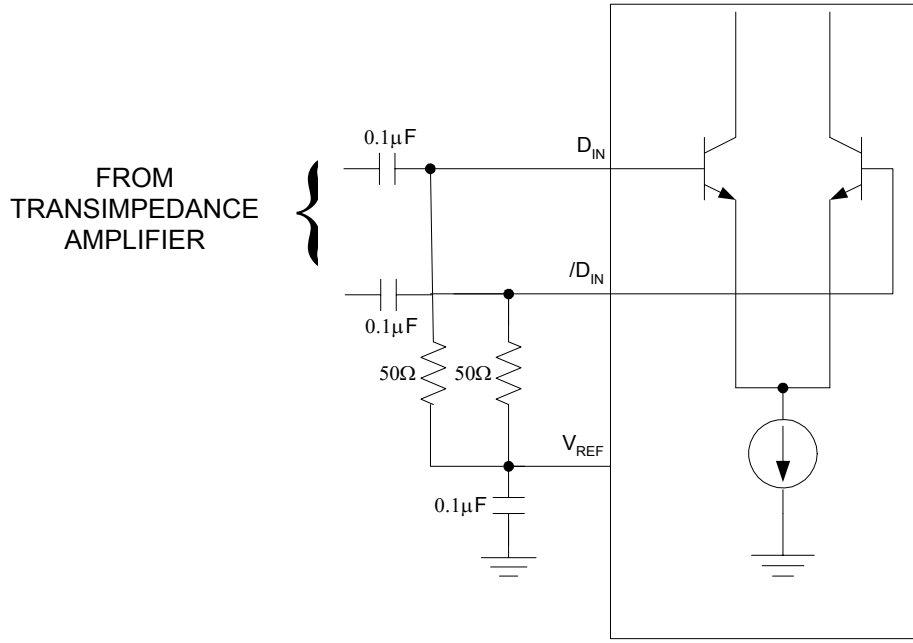 0.1μF
D_IN
FROM
TRANSIMPEDANCE
AMPLIFIER
/D_IN
0.1μF
50Ω
50Ω
V_REF
0.1μF